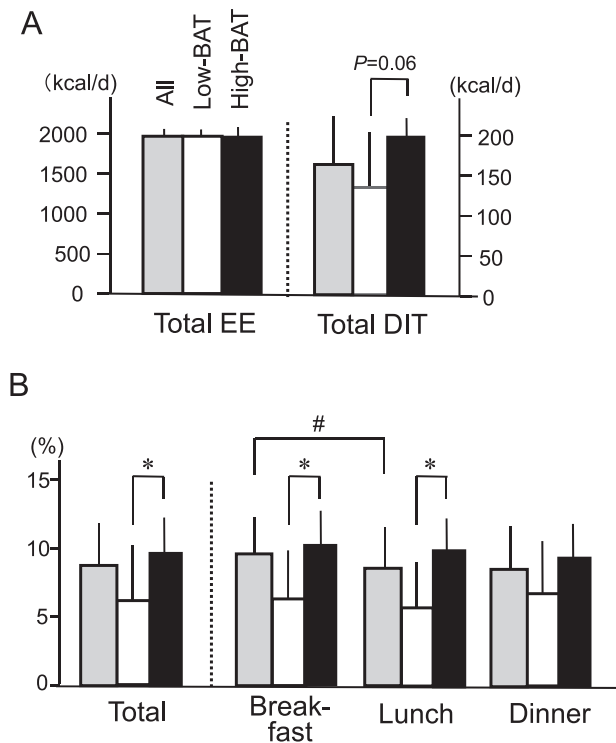 A
(kcal/d)
All
Low-BAT
High-BAT
P=0.06
(kcal/d)
2000
1500
1000
500
0
200
150
100
50
0
Total EE
Total DIT
B
(%)
#
*
*
*
15
10
5
0
Total
Break-
fast
Lunch
Dinner